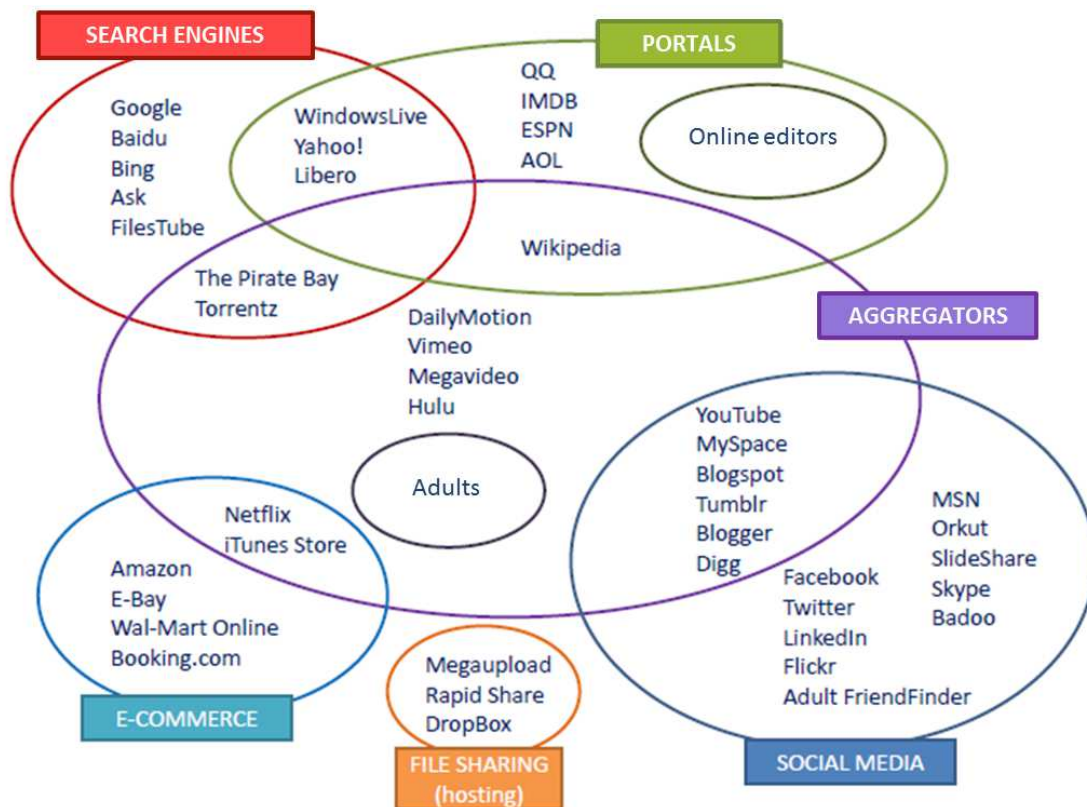 SEARCH ENGINES
PORTALS
Google
Baidu
Bing
Ask
FilesTube
WindowsLive
Yahoo!
Libero
QQ
IMDB
ESPN
AOL
Online editors
Wikipedia
The Pirate Bay
Torrentz
AGGREGATORS
DailyMotion
Vimeo
Megavideo
Hulu
Adults
YouTube
MySpace
Blogspot
Tumblr
Blogger
Digg
MSN
Orkut
SlideShare
Skype
Badoo
Facebook
Twitter
LinkedIn
Flickr
Adult FriendFinder
Netflix
iTunes Store
Amazon
E-Bay
Wal-Mart Online
Booking.com
Megaupload
Rapid Share
DropBox
E-COMMERCE
FILE SHARING
(hosting)
SOCIAL MEDIA